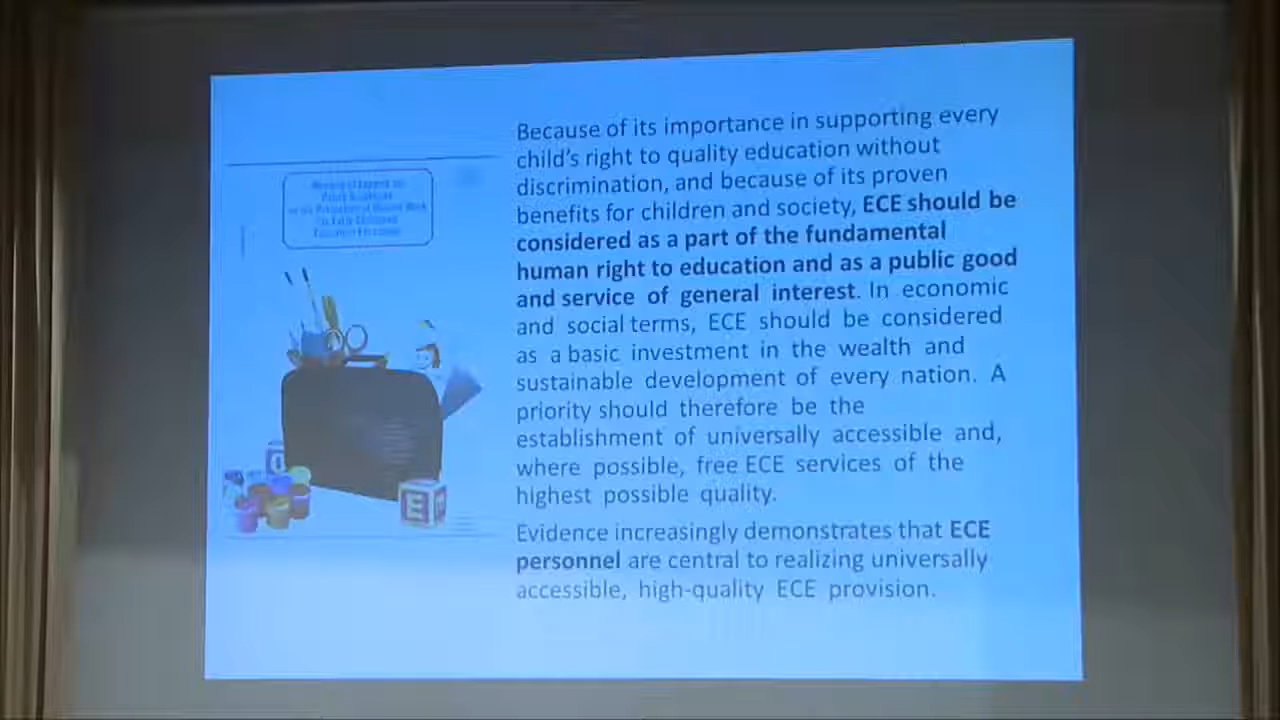 Because of its importance in supporting every
child's right to quality education without
discrimination, and because of its proven
benefits for children and society, ECE should be
considered as a part of the fundamental
human right to education and as a public good
and service of general interest. In economic
and social terms, ECE should be considered
as a basic investment in the wealth and
sustainable development of every nation. A
priority should therefore be the
establishment of universally accessible and,
where possible, free ECE services of the
highest possible quality.
Evidence increasingly demonstrates that ECE
personnel are central to realizing universally
accessible, high-quality ECE provision.
E